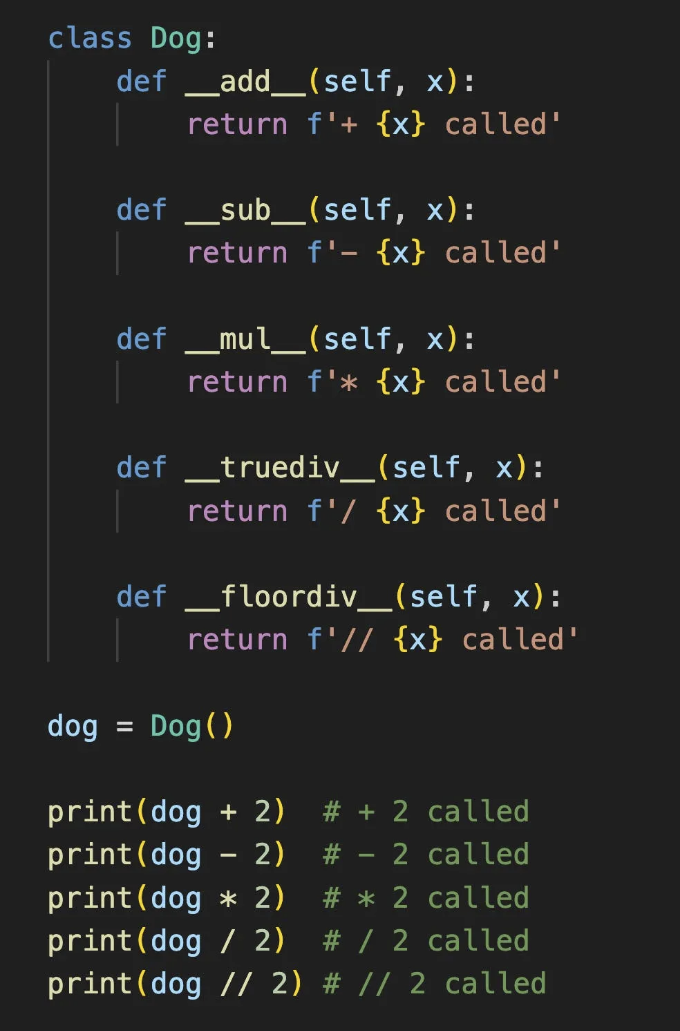 class Dog:
    def __add__(self, x):
        return f'+ {x} called'

    def __sub__(self, x):
        return f'- {x} called'

    def __mul__(self, x):
        return f'* {x} called'

    def __truediv__(self, x):
        return f'/ {x} called'

    def __floordiv__(self, x):
        return f'// {x} called'

dog = Dog()

print(dog + 2)  # + 2 called
print(dog - 2)  # - 2 called
print(dog * 2)  # * 2 called
print(dog / 2)  # / 2 called
print(dog // 2) # // 2 called